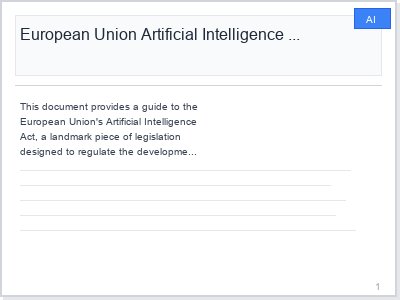 AI
European Union Artificial Intelligence ...
This document provides a guide to the
European Union's Artificial Intelligence
Act, a landmark piece of legislation
designed to regulate the developme...
1